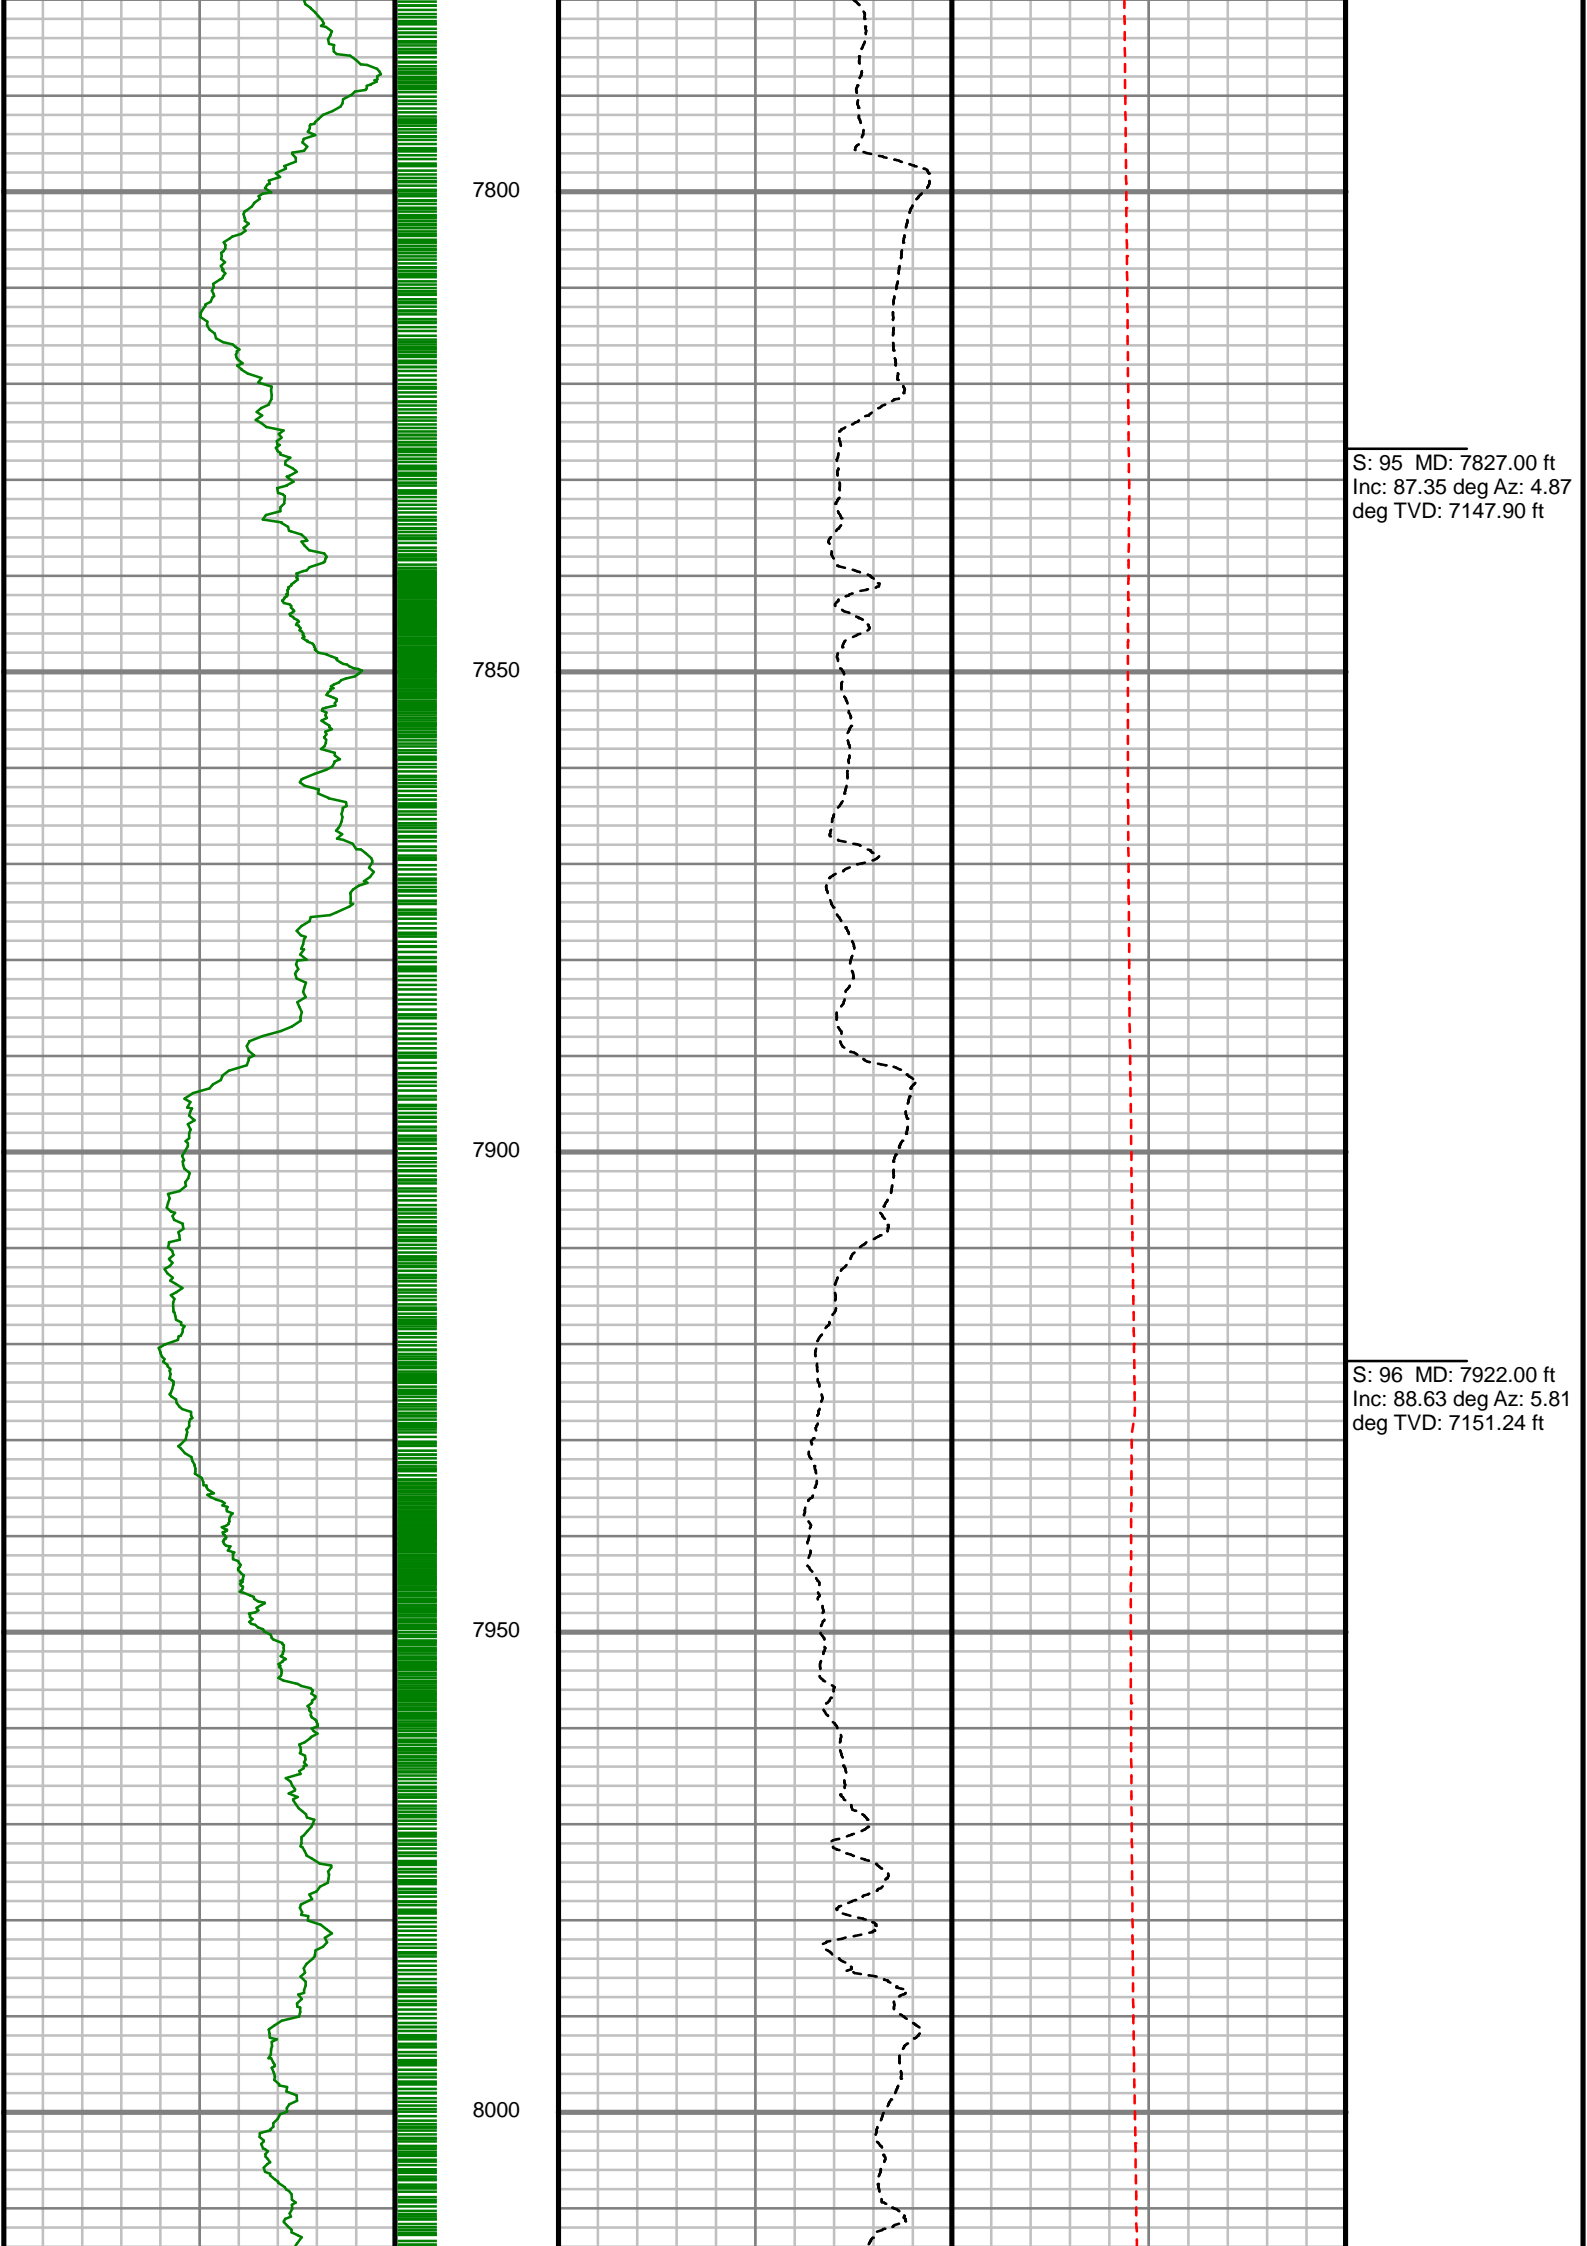 7800
S: 95 MD: 7827.00 ft
Inc: 87.35 deg Az: 4.87
deg TVD: 7147.90 ft
7850
7900
S: 96 MD: 7922.00 ft
Inc: 88.63 deg Az: 5.81
deg TVD: 7151.24 ft
7950
8000